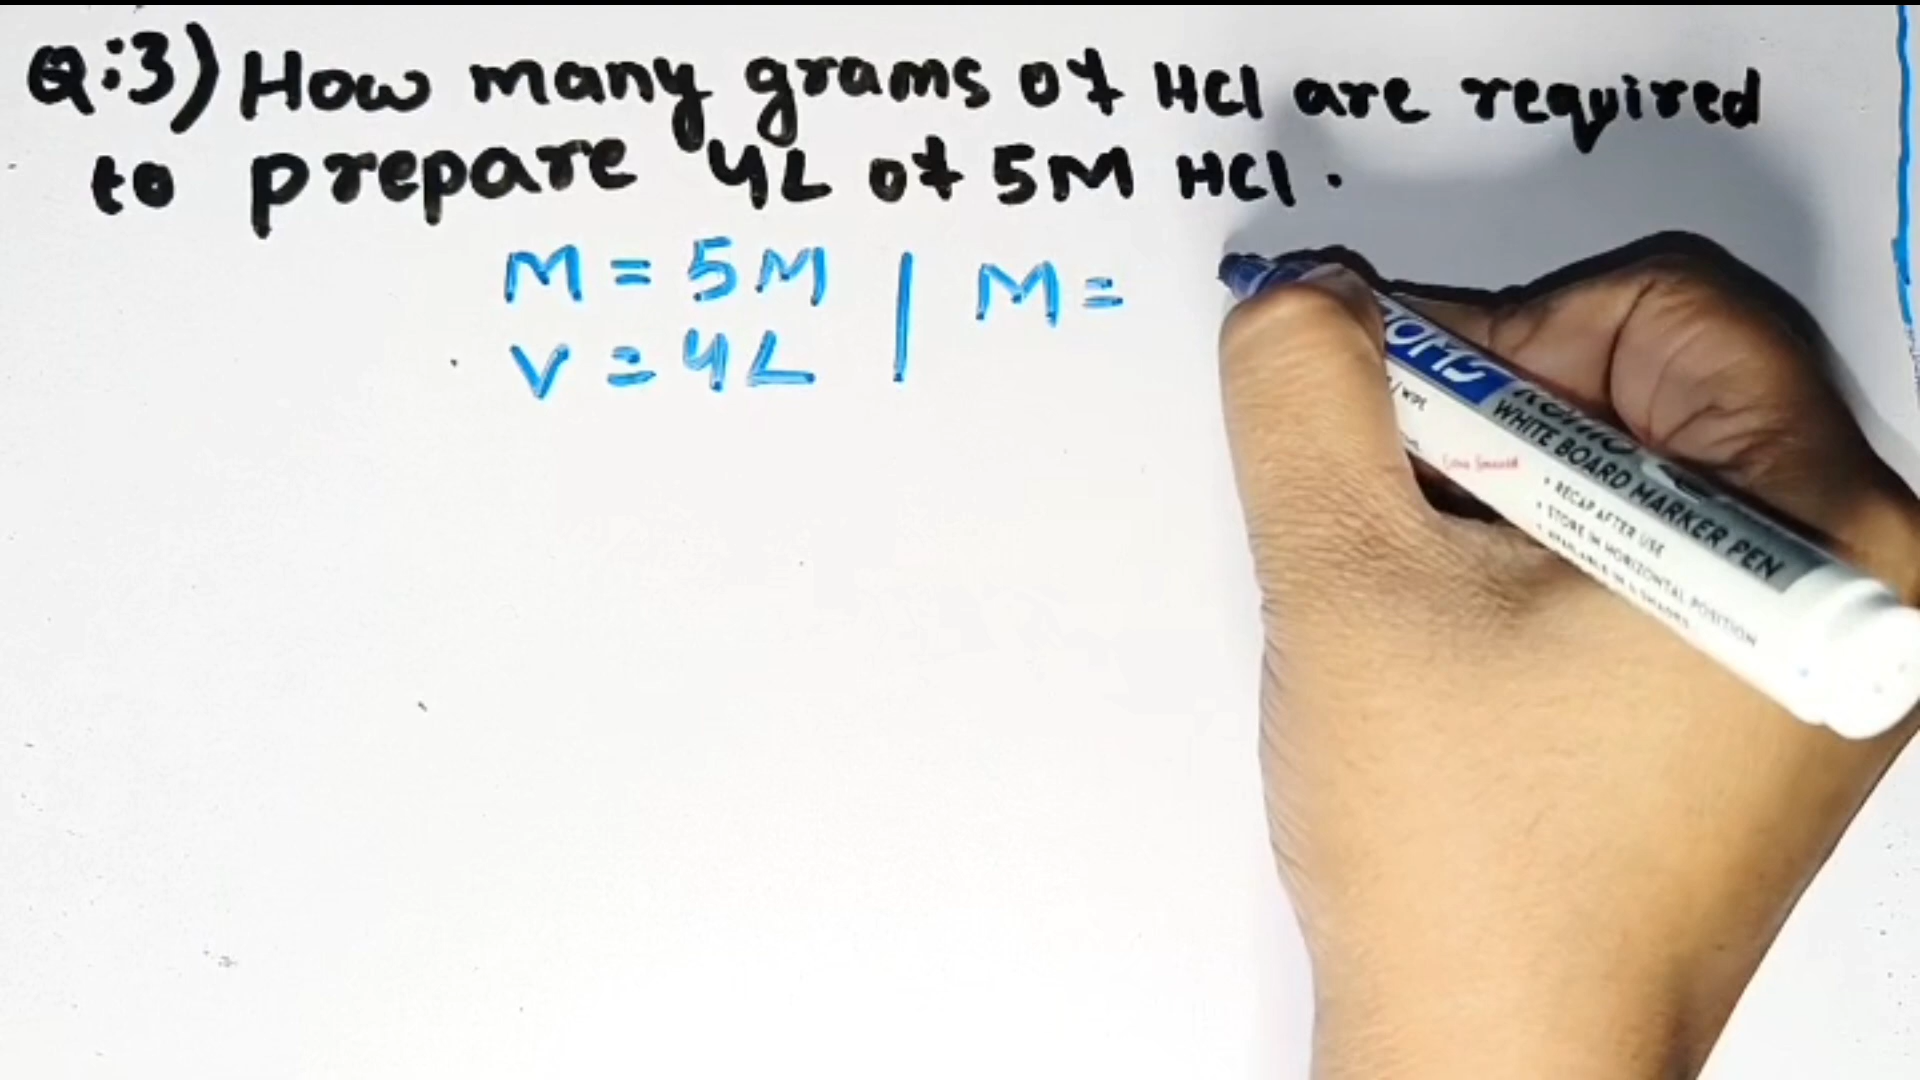 Q:3) How many grams of HCl are required
to prepare 4L of 5M HCl.
M = 5M | M =
V = 4L
WHITE BOARD MARKER PEN
• RECAP AFTER USE
• STORE IN HORIZONTAL POSITION